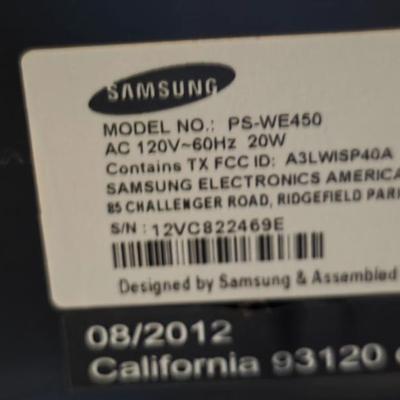 SAMSUNG
MODEL NO.: PS-WE450
AC 120V~60Hz 20W
Contains TX FCC ID: A3LWISP40A
SAMSUNG ELECTRONICS AMERICA
85 CHALLENGER ROAD, RIDGEFIELD PARK
S/N : 12VC822469E
Designed by Samsung & Assembled
08/2012
California 93120